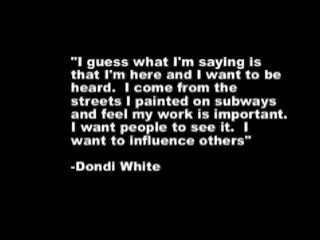 "I guess what I'm saying is
that I'm here and I want to be
heard.  I come from the
streets I painted on subways
and feel my work is important.
I want people to see it.  I
want to influence others"
-Dondi White